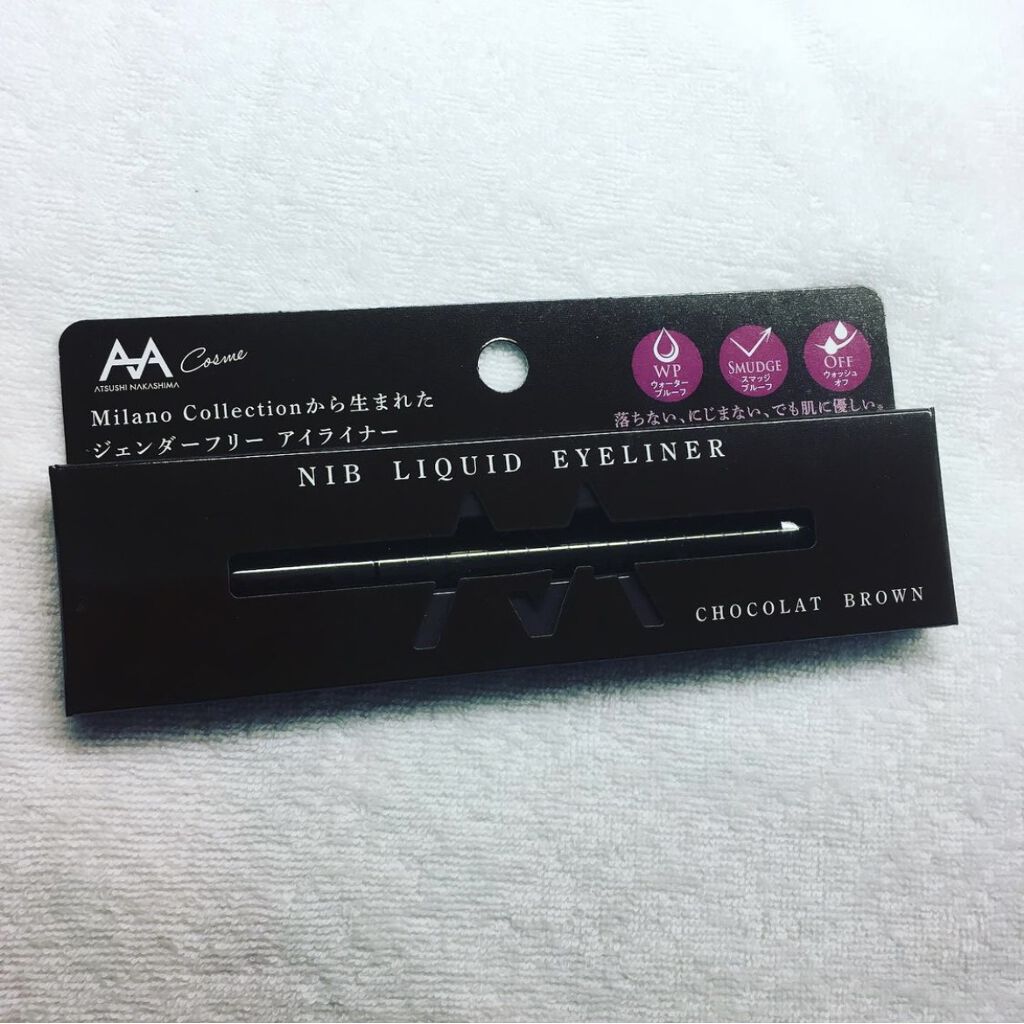 Cosme
ATSUSHI NAKASHIMA
Milano Collectionから生まれた
ジェンダーフリー アイライナー
WP
ウォーター
プルーフ
SMUDGE
スマッジ
プルーフ
OFF
ウォッシュ
オフ
落ちない、にじまない、でも肌に優しい。
NIB LIQUID EYELINER
CHOCOLAT BROWN